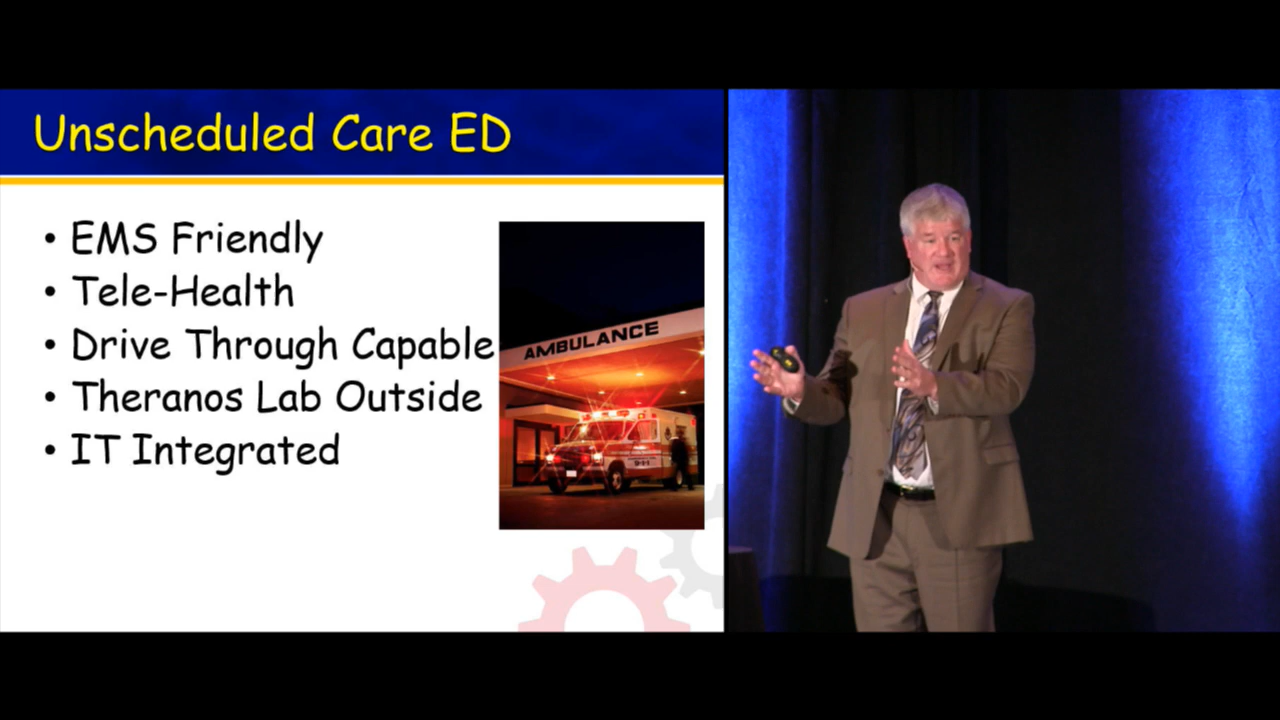 Unscheduled Care ED
• EMS Friendly
• Tele-Health
• Drive Through Capable
• Theranos Lab Outside
• IT Integrated
AMBULANCE